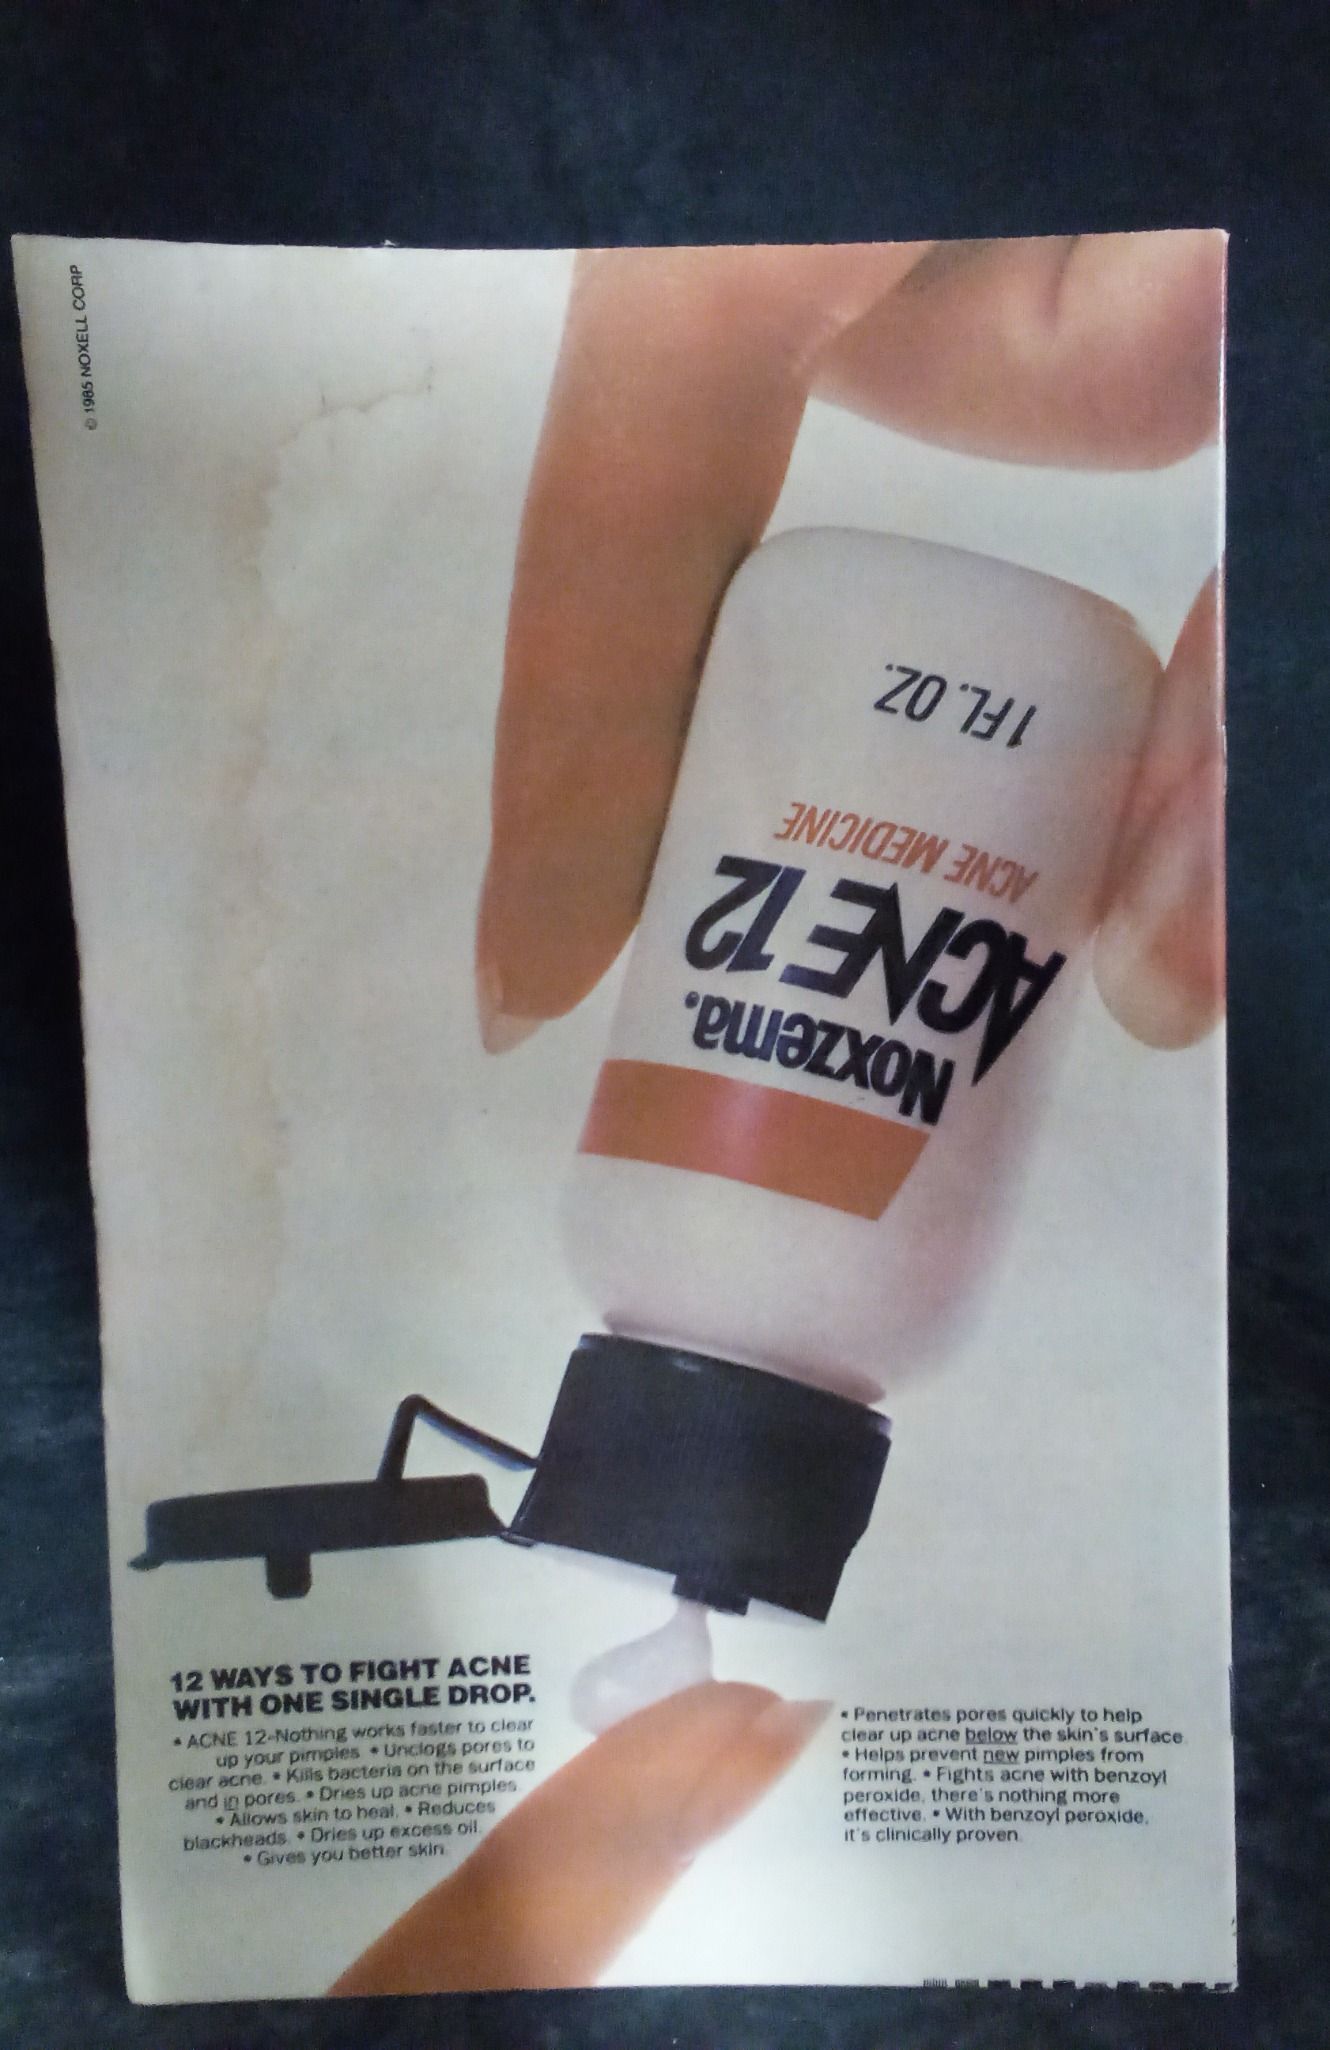 © 1985 NOXELL CORP
1 FL. OZ.
ACNE MEDICINE
ACNE 12
NOXZEMA.
12 WAYS TO FIGHT ACNE
WITH ONE SINGLE DROP.
• ACNE 12-Nothing works faster to clear
up your pimples • Unclogs pores to
clear acne. • Kills bacteria on the surface
and in pores. • Dries up acne pimples
• Allows skin to heal. • Reduces
blackheads. • Dries up excess oil.
• Gives you better skin.
• Penetrates pores quickly to help
clear up acne below the skin's surface.
• Helps prevent new pimples from
forming. • Fights acne with benzoyl
peroxide, there's nothing more
effective. • With benzoyl peroxide,
it's clinically proven.